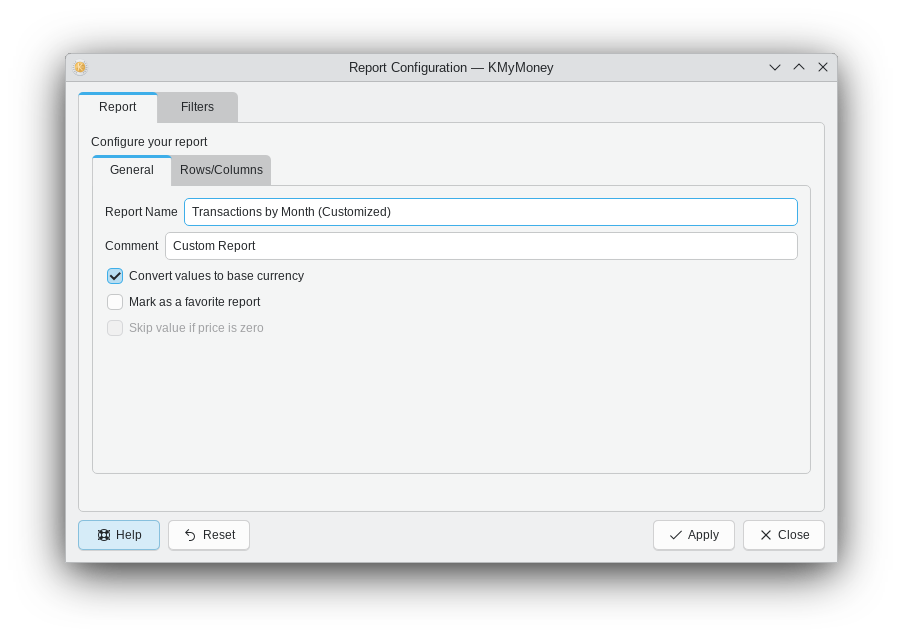 Report Configuration — KMyMoney
Report Filters
Configure your report
General Rows/Columns
Report Name Transactions by Month (Customized)
Comment Custom Report
Convert values to base currency
Mark as a favorite report
Skip value if price is zero
Help Reset Apply Close